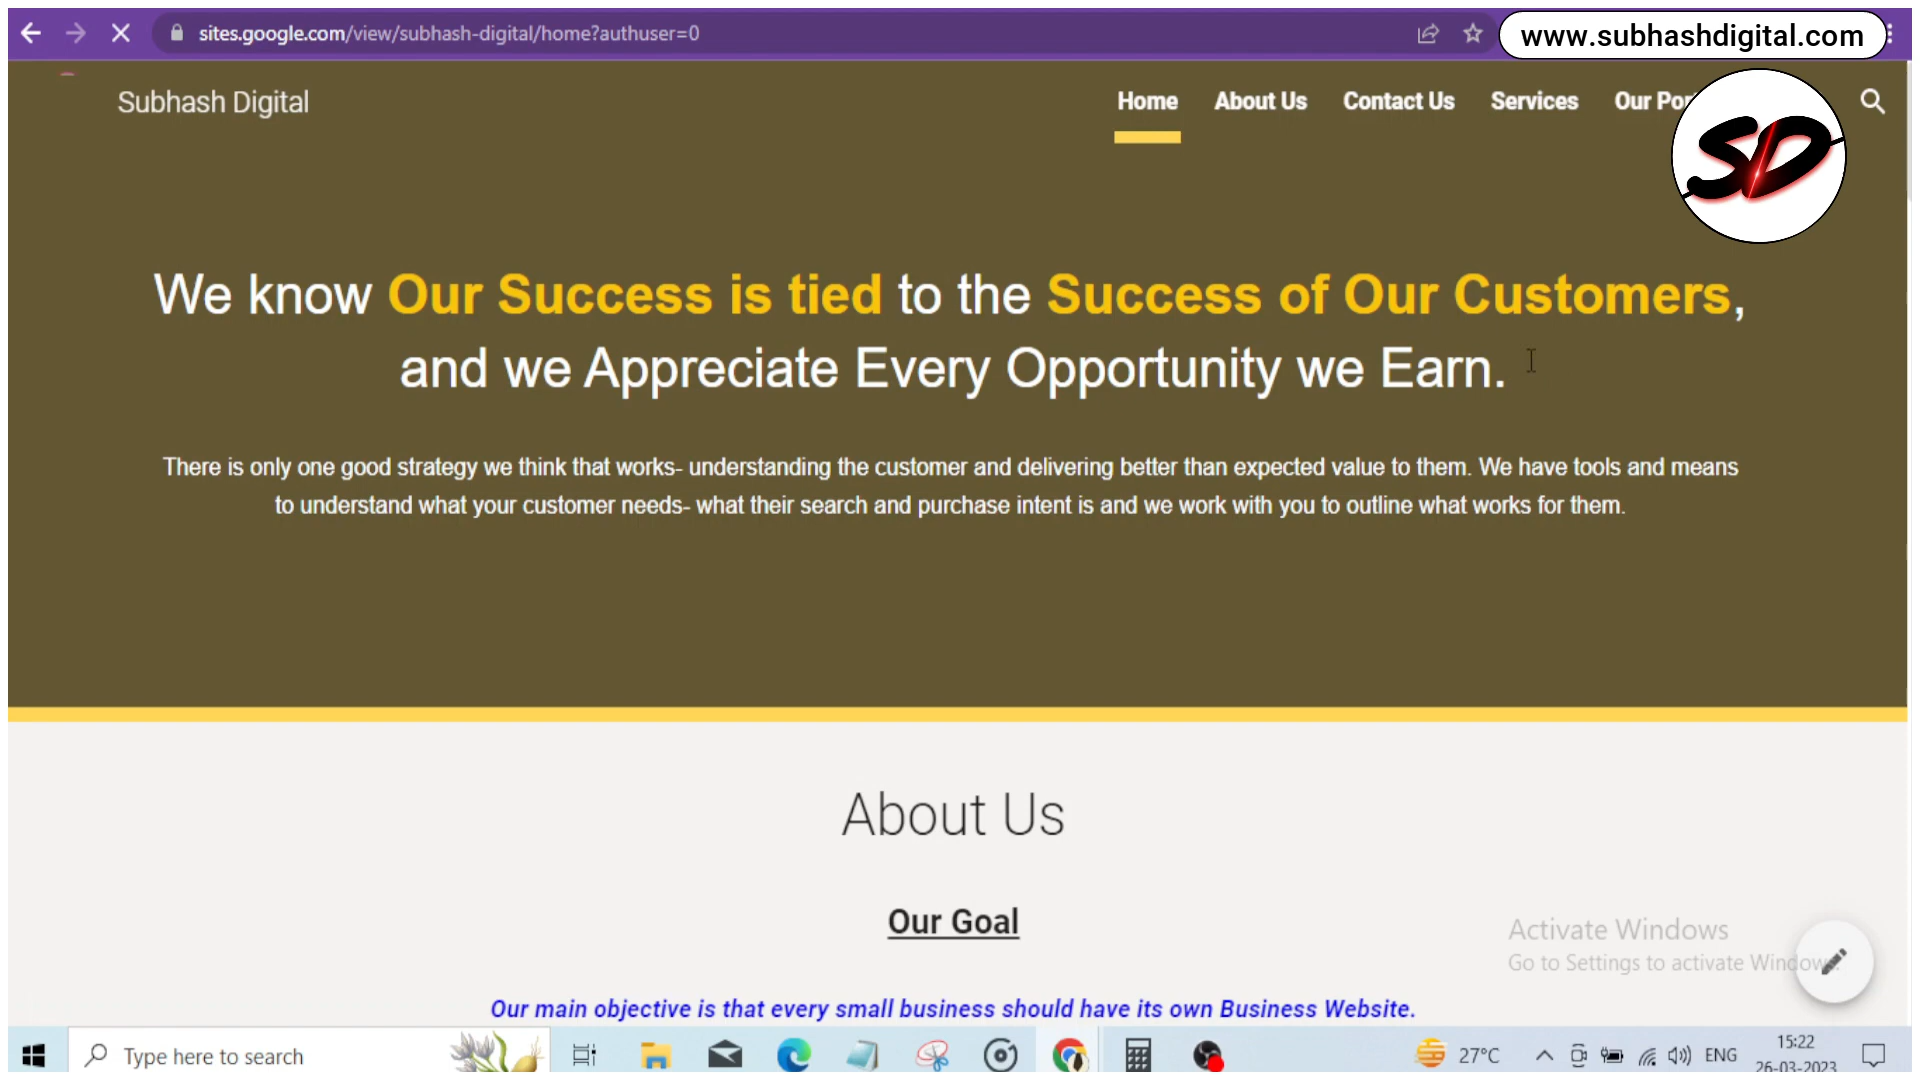 sites.google.com/view/subhash-digital/home?authuser=0
www.subhashdigital.com
Subhash Digital
Home
About Us
Contact Us
Services
Our Por
SD
We know Our Success is tied to the Success of Our Customers,
and we Appreciate Every Opportunity we Earn.
There is only one good strategy we think that works- understanding the customer and delivering better than expected value to them. We have tools and means
to understand what your customer needs- what their search and purchase intent is and we work with you to outline what works for them.
About Us
Our Goal
Activate Windows
Go to Settings to activate Windows.
Our main objective is that every small business should have its own Business Website.
Type here to search
27°C
ENG
15:22
26-03-2023